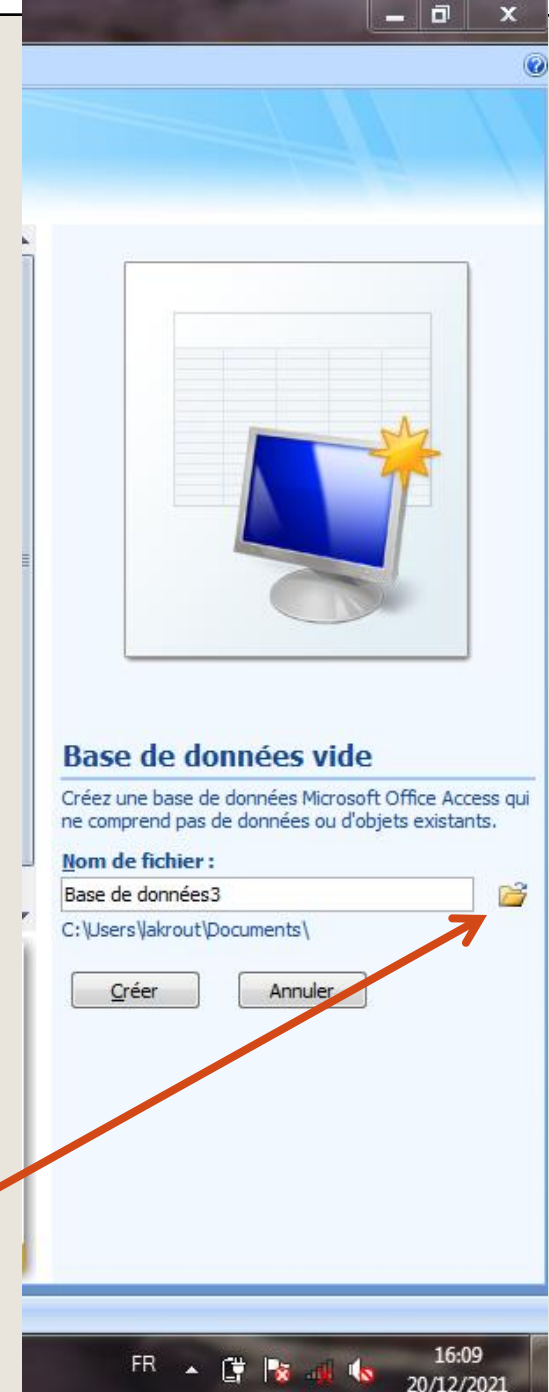 Base de données vide
Créez une base de données Microsoft Office Access qui
ne comprend pas de données ou d'objets existants.
Nom de fichier :
Base de données3
C:\Users\lakrout\Documents\
Créer Annuler
FR 16:09
20/12/2021